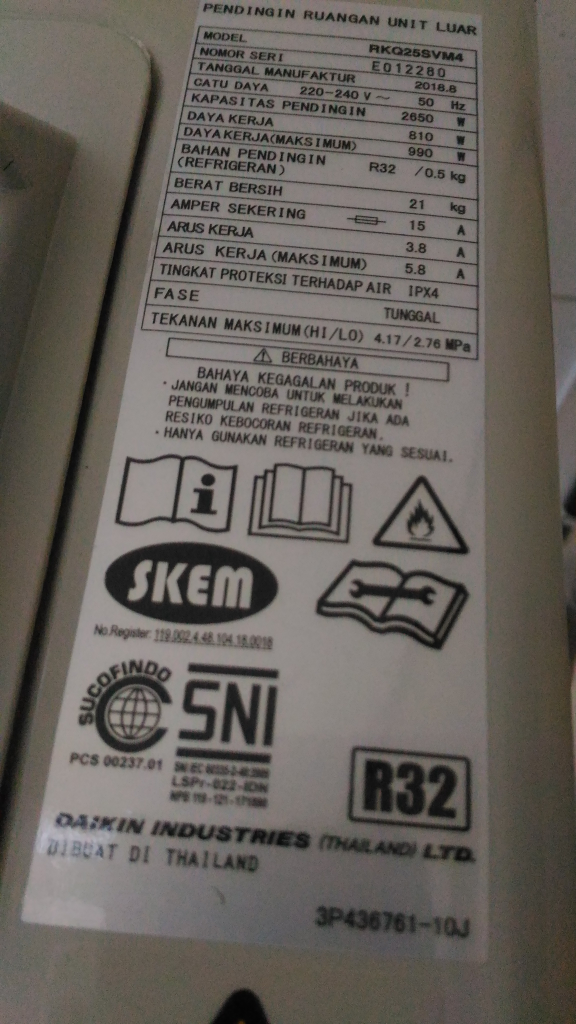 PENDINGIN RUANGAN UNIT LUAR
MODEL RKQ25SVM4
NOMOR SERI E012280
TANGGAL MANUFAKTUR 2018.8
CATU DAYA 220-240 V ~ 50 Hz
KAPASITAS PENDINGIN 2650 W
DAYA KERJA 810 W
DAYA KERJA(MAKSIMUM) 990 W
BAHAN PENDINGIN
(REFRIGERAN) R32 /0.5 kg
BERAT BERSIH 21 kg
AMPER SEKERING 15 A
ARUS KERJA 3.8 A
ARUS KERJA (MAKSIMUM) 5.8 A
TINGKAT PROTEKSI TERHADAP AIR IPX4
FASE TUNGGAL
TEKANAN MAKSIMUM(HI/LO) 4.17/2.76 MPa
BERBAHAYA
BAHAYA KEGAGALAN PRODUK !
・JANGAN MENCOBA UNTUK MELAKUKAN
PENGUMPULAN REFRIGERAN JIKA ADA
RESIKO KEBOCORAN REFRIGERAN.
・HANYA GUNAKAN REFRIGERAN YANG SESUAI.
SKEM
No.Register: 119.002.4.48.104.18.0018
SUCOFINDO
SNI
PCS 00237.01
LSPr-022-IDN
R32
DAIKIN INDUSTRIES (THAILAND) LTD.
DIBUAT DI THAILAND
3P436761-10J